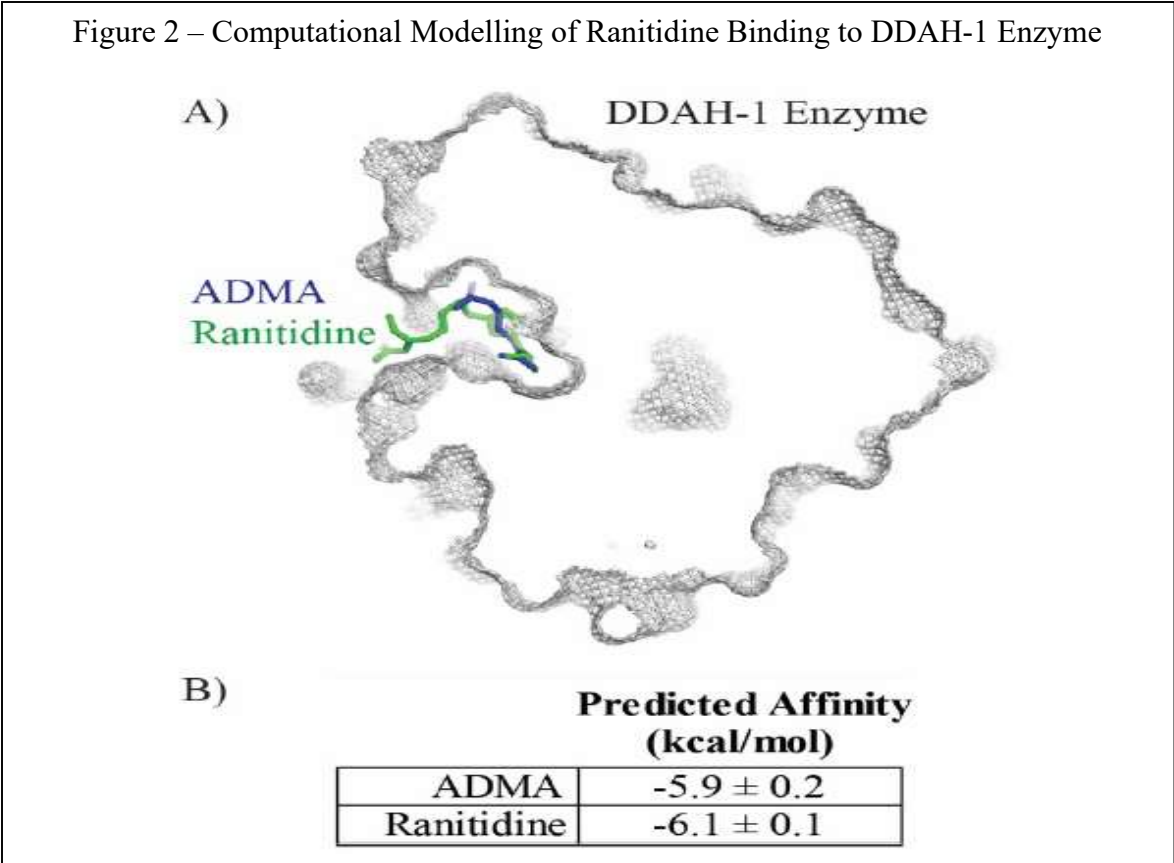 Figure 2 – Computational Modelling of Ranitidine Binding to DDAH-1 Enzyme
A)
DDAH-1 Enzyme
ADMA
Ranitidine
B)
Predicted Affinity
(kcal/mol)
ADMA -5.9 ± 0.2
Ranitidine -6.1 ± 0.1